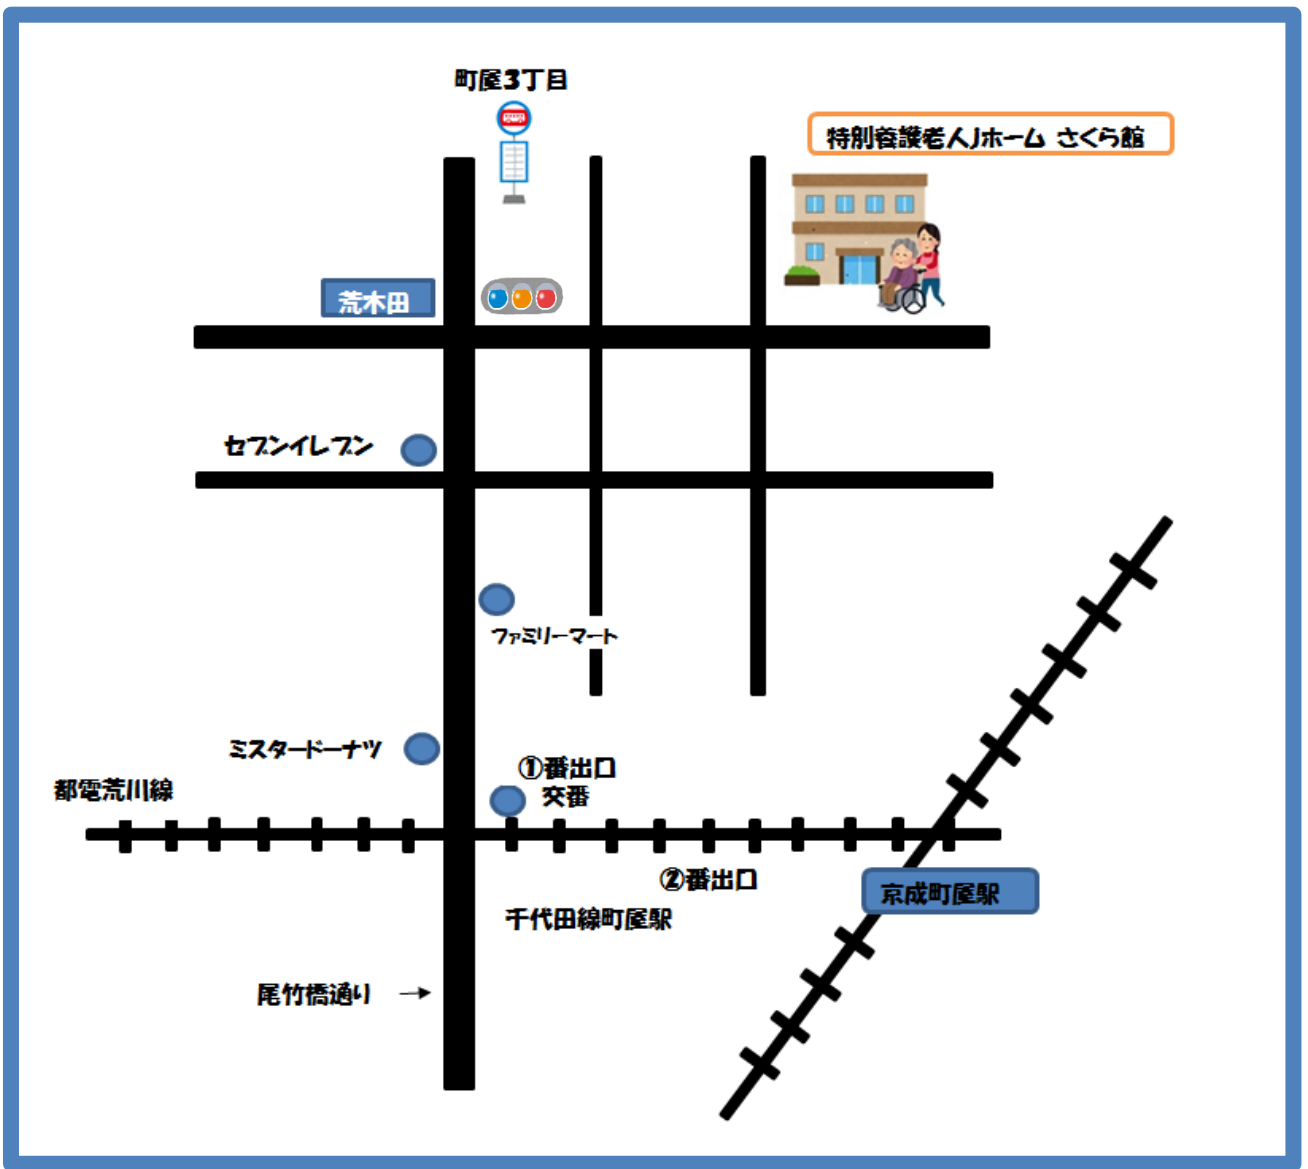 町屋3丁目
特別養護老人Jホーム さくら館
荒木田
セブンイレブン
ファミリーマート
ミスタードーナツ
①番出口
交番
都電荒川線
②番出口
京成町屋駅
千代田線町屋駅
尾竹橋通り →